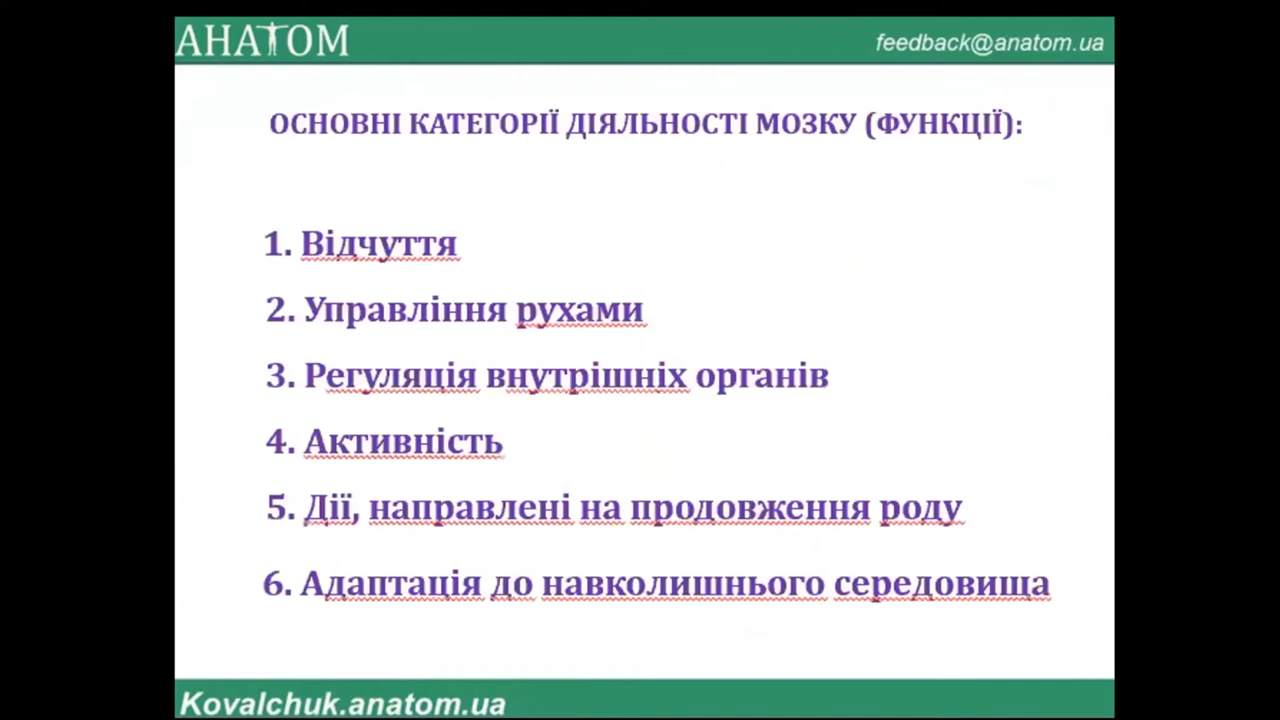 АНАТОМ
feedback@anatom.ua
ОСНОВНІ КАТЕГОРІЇ ДІЯЛЬНОСТІ МОЗКУ (ФУНКЦІЇ):
1. Відчуття
2. Управління рухами
3. Регуляція внутрішніх органів
4. Активність
5. Дії, направлені на продовження роду
6. Адаптація до навколишнього середовища
Kovalchuk.anatom.ua